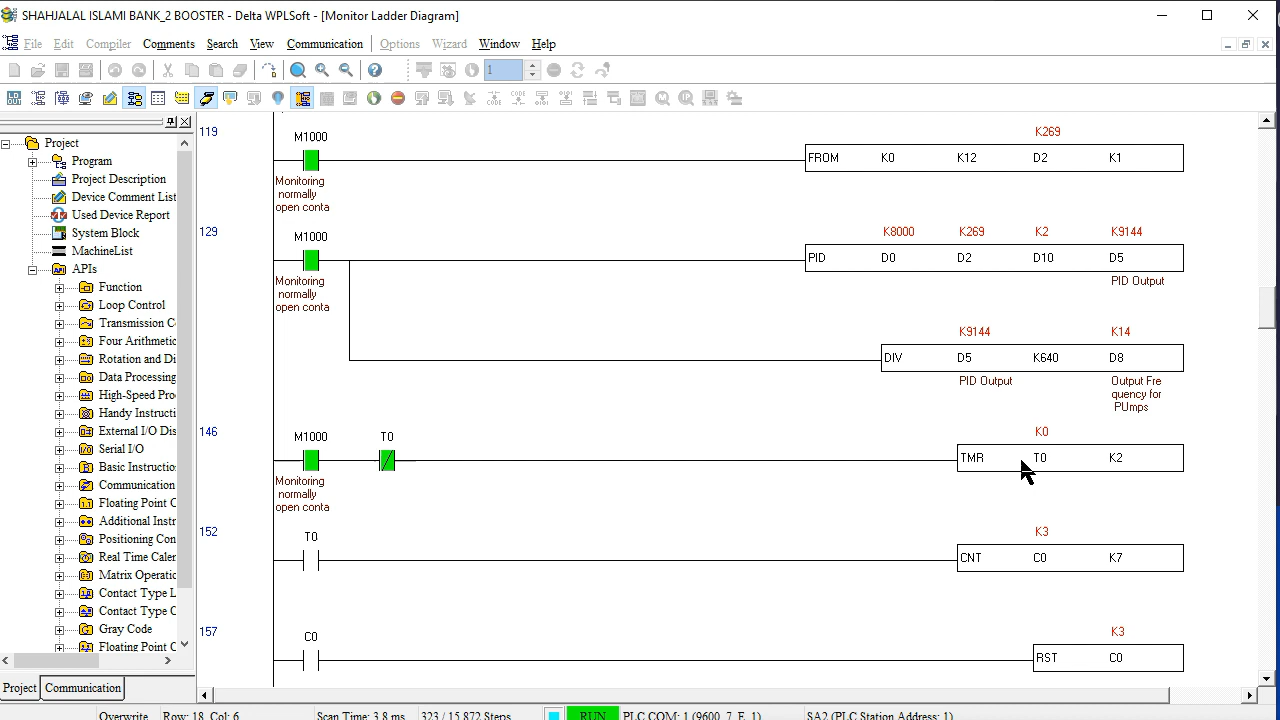 SHAHJALAL ISLAMI BANK_2 BOOSTER - Delta WPLSoft - [Monitor Ladder Diagram]
File Edit Compiler Comments Search View Communication Options Wizard Window Help
1
Project
Program
Project Description
Device Comment List
Used Device Report
System Block
MachineList
APIs
Function
Loop Control
Transmission C
Four Arithmetic
Rotation and Di
Data Processing
High-Speed Pro
Handy Instructi
External I/O Dis
Serial I/O
Basic Instructio
Communication
Floating Point C
Additional Instr
Positioning Con
Real Time Caler
Matrix Operatic
Contact Type L
Contact Type C
Gray Code
Floating Point C
Project Communication
119
M1000
K269
FROM K0 K12 D2 K1
Monitoring
normally
open conta
129
M1000
K8000 K269 K2 K9144
PID D0 D2 D10 D5
Monitoring
normally
open conta
PID Output
K9144 K14
DIV D5 K640 D8
PID Output
Output Fre
quency for
PUmps
146
M1000 T0
K0
TMR T0 K2
Monitoring
normally
open conta
152
T0
K3
CNT C0 K7
157
C0
K3
RST C0
Overwrite Row: 18, Col: 6 Scan Time: 3.8 ms 323 / 15,872 Steps RUN PLC COM: 1 (9600, 7, E, 1) SA2 (PLC Station Address: 1)